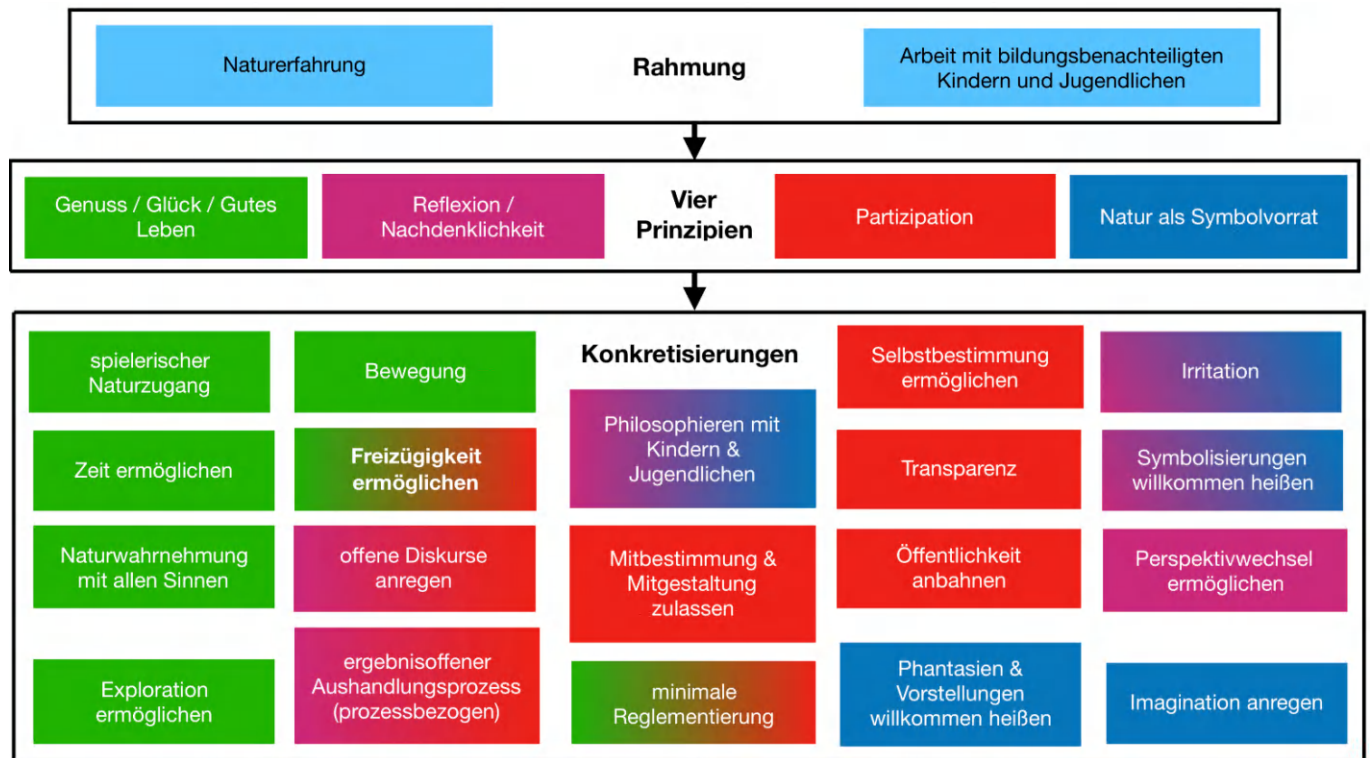 Naturerfahrung
Rahmung
Arbeit mit bildungsbenachteiligten
Kindern und Jugendlichen
Genuss / Glück / Gutes
Leben
Reflexion /
Nachdenklichkeit
Vier
Prinzipien
Partizipation
Natur als Symbolvorrat
Konkretisierungen
spielerischer
Naturzugang
Bewegung
Philosophieren mit
Kindern &
Jugendlichen
Selbstbestimmung
ermöglichen
Irritation
Zeit ermöglichen
Freizügigkeit
ermöglichen
Transparenz
Symbolisierungen
willkommen heißen
Naturwahrnehmung
mit allen Sinnen
offene Diskurse
anregen
Mitbestimmung &
Mitgestaltung
zulassen
Öffentlichkeit
anbahnen
Perspektivwechsel
ermöglichen
Exploration
ermöglichen
ergebnisoffener
Aushandlungsprozess
(prozessbezogen)
minimale
Reglementierung
Phantasien &
Vorstellungen
willkommen heißen
Imagination anregen